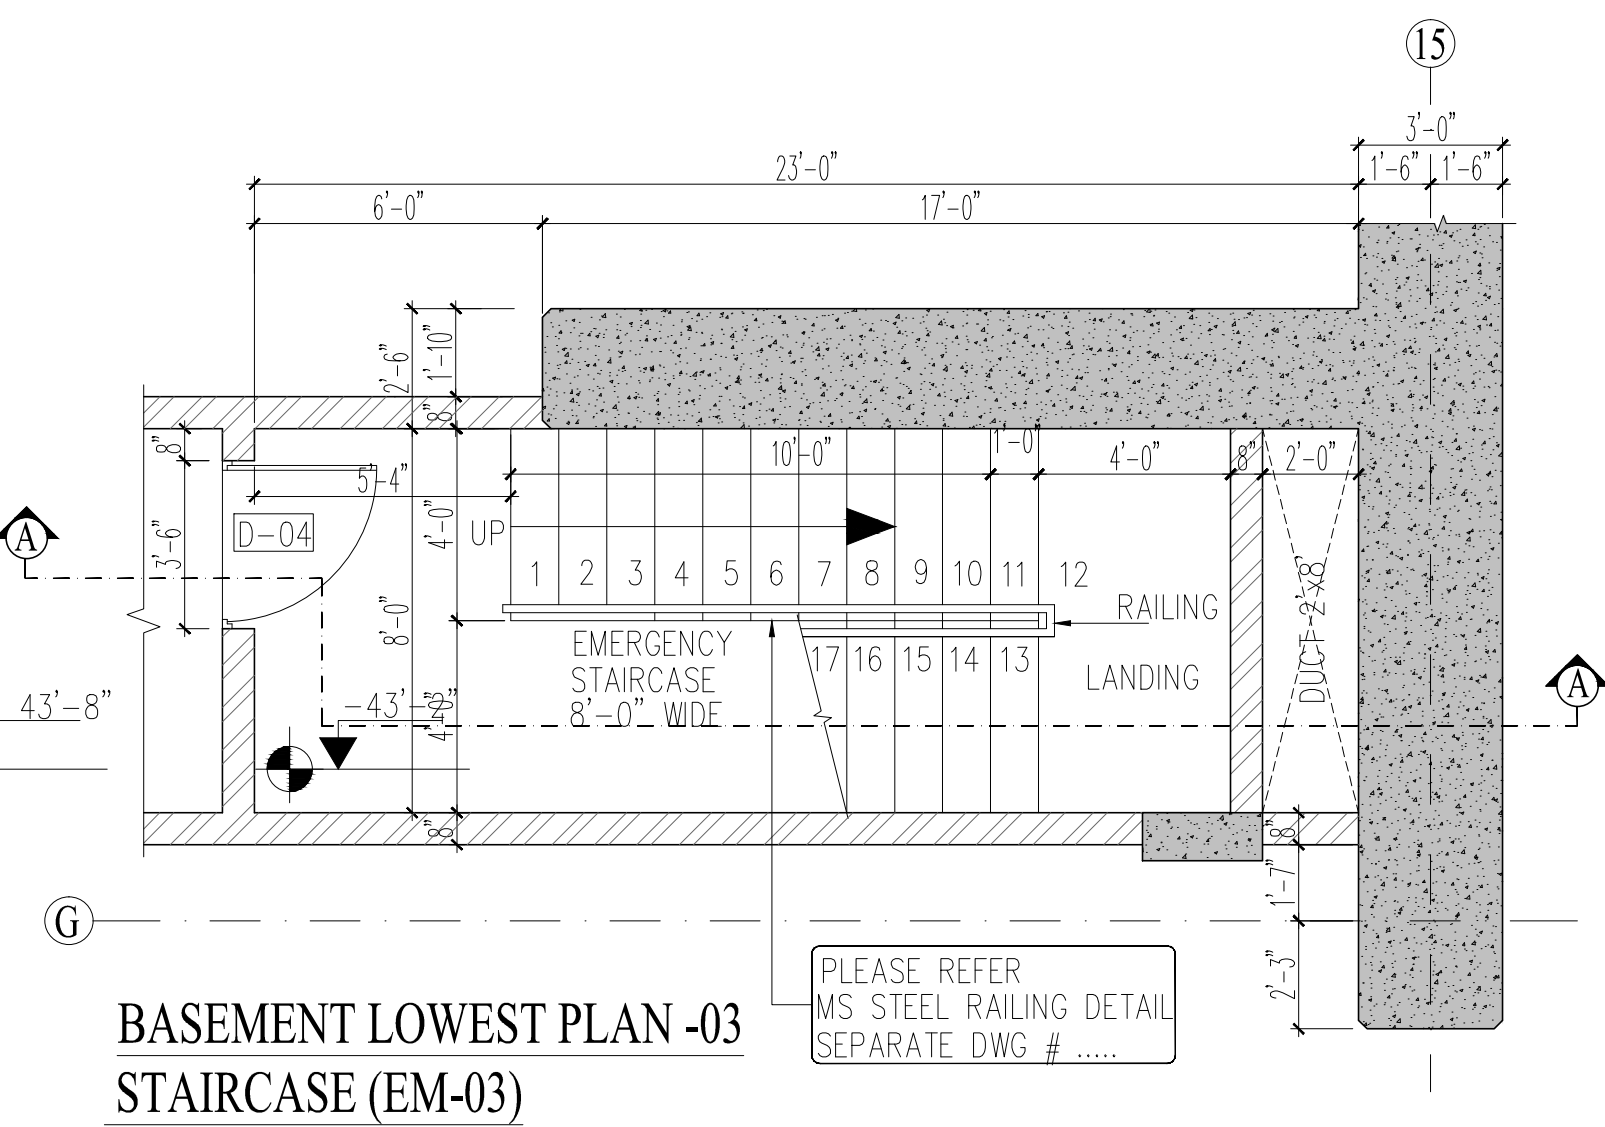 15
3'-0"
23'-0"
1'-6" 1'-6"
6'-0" 17'-0"
2'-6" 1'-10"
8"
8"
10'-0" 1'-0" 4'-0" 8" 2'-0"
5'-4"
3'-6" D-04 4'-0" UP
A
1 2 3 4 5 6 7 8 9 10 11 12
8'-0" RAILING
EMERGENCY
STAIRCASE
8'-0" WIDE
17 16 15 14 13
LANDING
DUCT-2'x8'
A
43'-8" -43'-2"
4'-0"
8" 8"
1'-7"
G
2'-3"
PLEASE REFER
MS STEEL RAILING DETAIL
SEPARATE DWG # .....
BASEMENT LOWEST PLAN -03
STAIRCASE (EM-03)